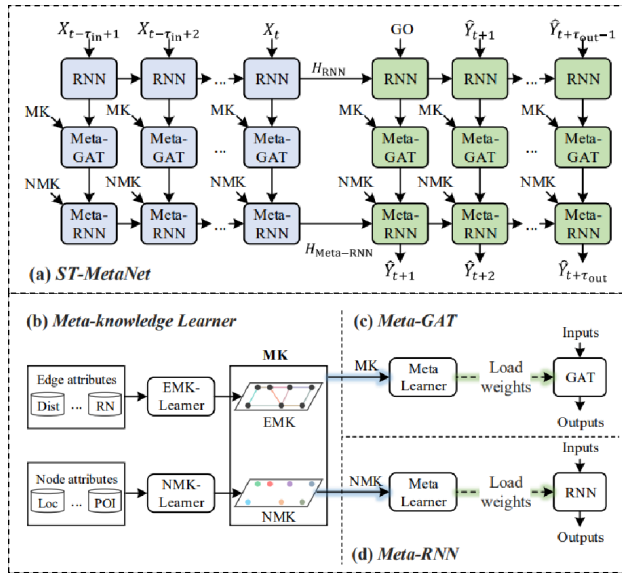 X_{t-τ_in+1} X_{t-τ_in+2} X_t GO Ŷ_{t+1} Ŷ_{t+τ_out-1}
RNN RNN ... RNN H_RNN RNN RNN ... RNN
MK MK MK MK MK MK
Meta-GAT Meta-GAT ... Meta-GAT Meta-GAT Meta-GAT ... Meta-GAT
NMK NMK NMK NMK NMK NMK
Meta-RNN Meta-RNN ... Meta-RNN Meta-RNN Meta-RNN ... Meta-RNN
H_Meta-RNN Ŷ_{t+1} Ŷ_{t+2} Ŷ_{t+τ_out}
(a) ST-MetaNet
(b) Meta-knowledge Learner
MK
Edge attributes
Dist ... RN
EMK-
Learner
EMK
Node attributes
Loc ... POI
NMK-
Learner
NMK
(c) Meta-GAT
Inputs
MK
Meta
Learner
Load
weights
GAT
Outputs
Inputs
NMK
Meta
Learner
Load
weights
RNN
Outputs
(d) Meta-RNN